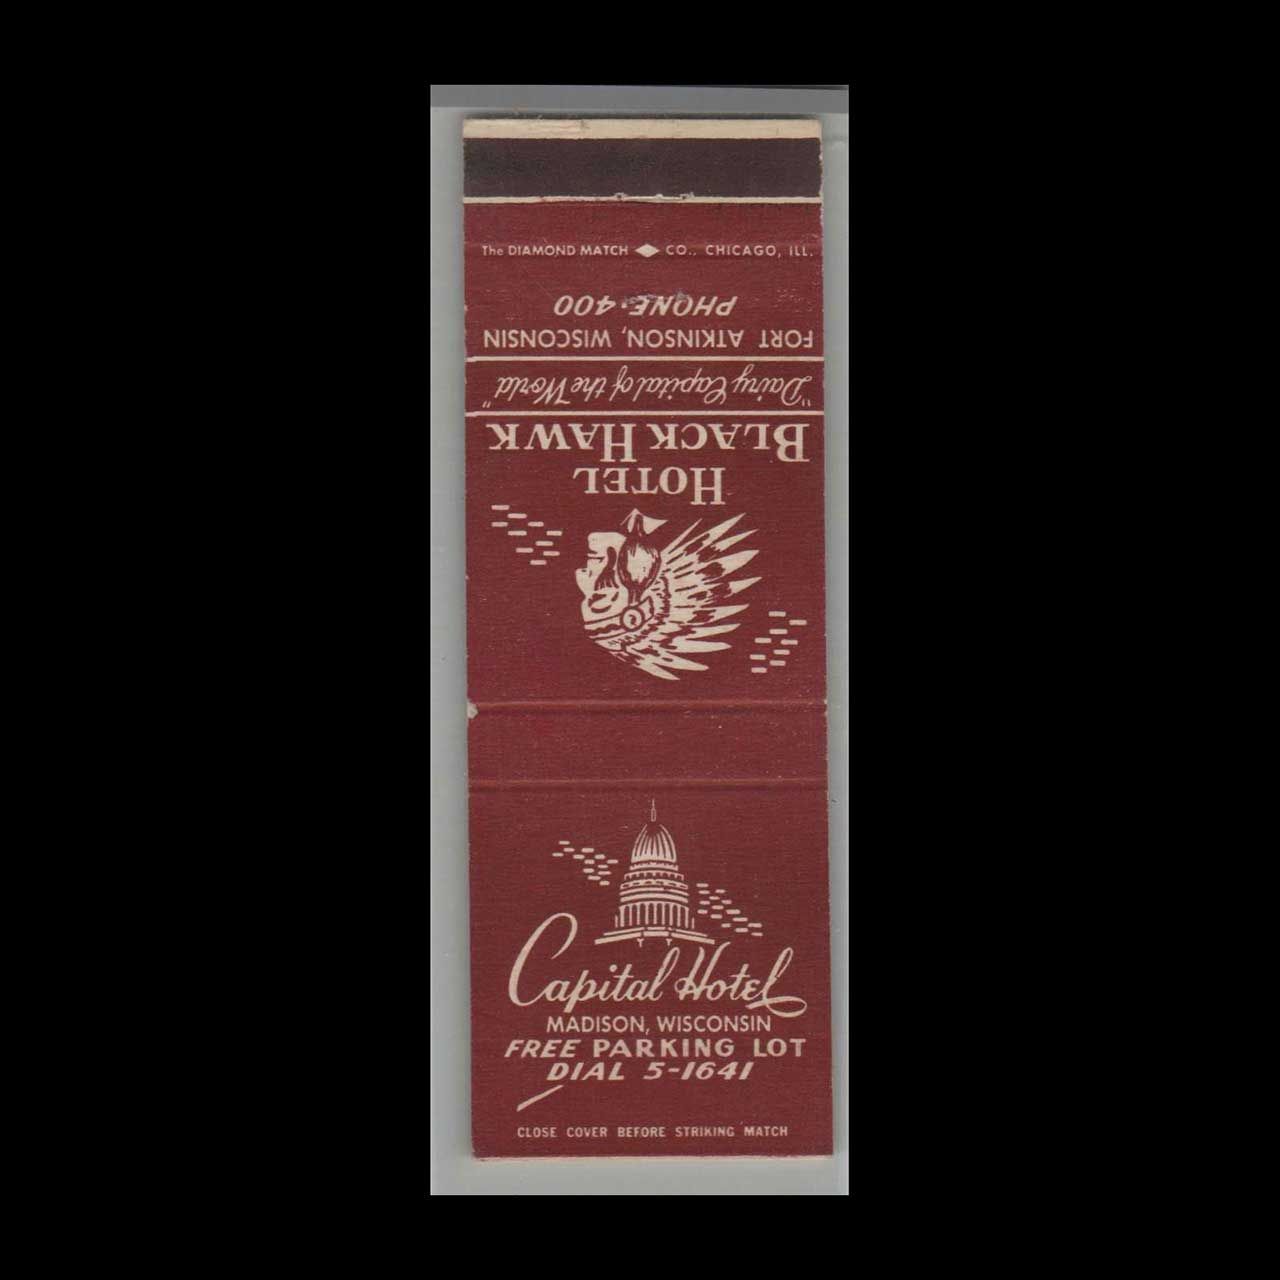 The DIAMOND MATCH CO., CHICAGO, ILL.
HOTEL
BLACK HAWK
"Dairy Capital of the World"
FORT ATKINSON, WISCONSIN
PHONE·400
Capital Hotel
MADISON, WISCONSIN
FREE PARKING LOT
DIAL 5-1641
CLOSE COVER BEFORE STRIKING MATCH